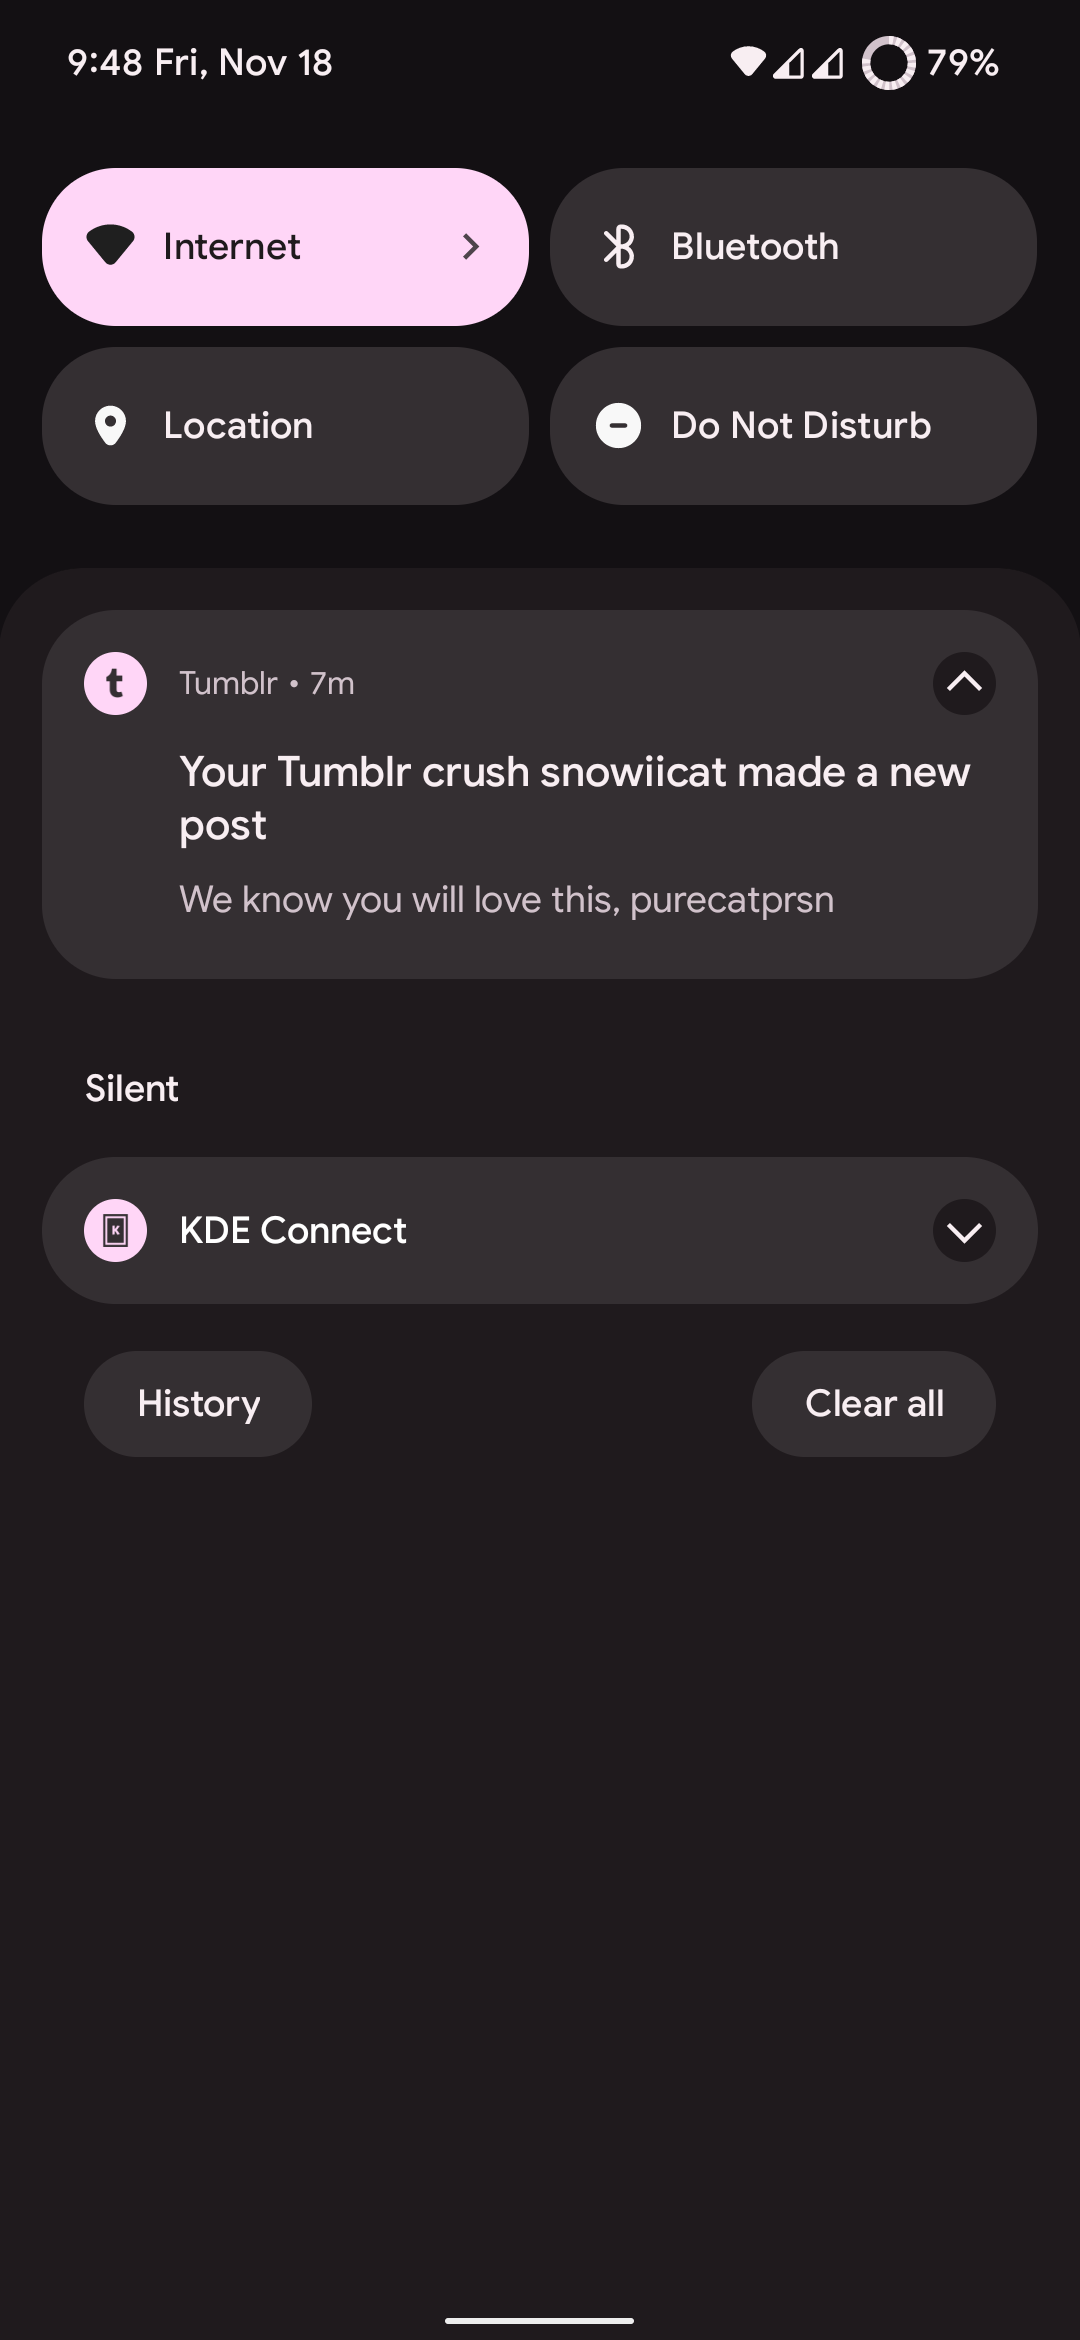 9:48 Fri, Nov 18 79%
Internet
Bluetooth
Location
Do Not Disturb
t Tumblr • 7m
Your Tumblr crush snowiicat made a new
post
We know you will love this, purecatprsn
Silent
K KDE Connect
History
Clear all